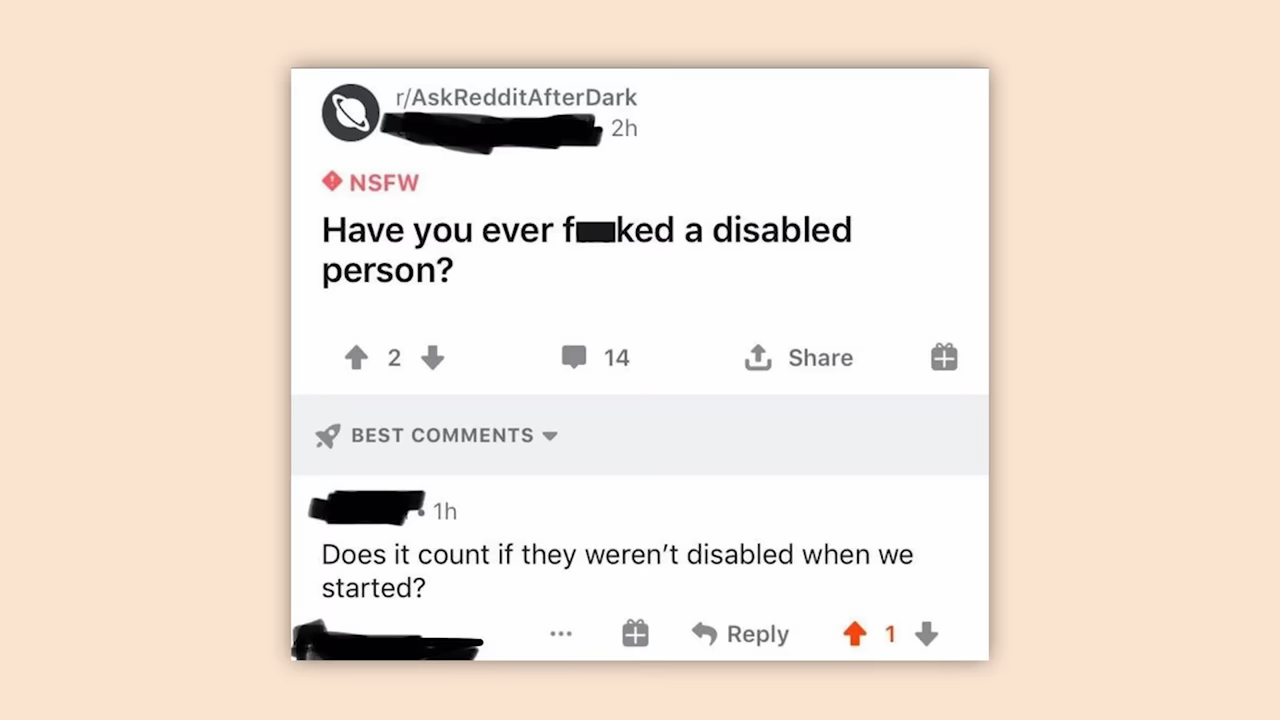 r/AskRedditAfterDark
2h
NSFW
Have you ever f ked a disabled
person?
2
14
Share
BEST COMMENTS
• 1h
Does it count if they weren’t disabled when we
started?
...
Reply
1